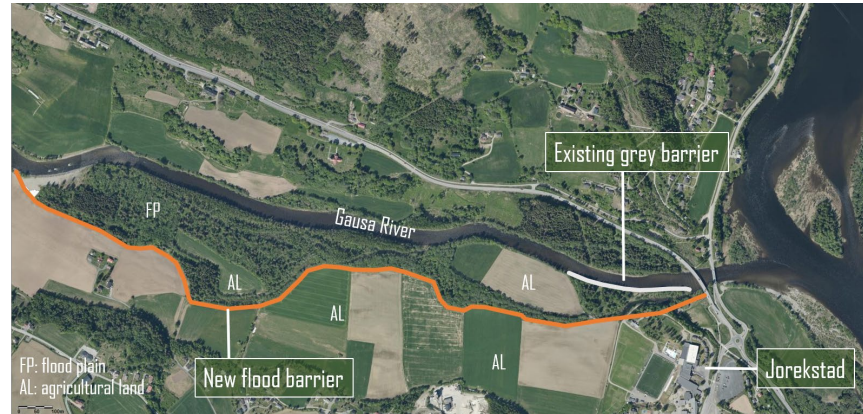 Existing grey barrier
FP
Gausa River
AL
AL
AL
AL
FP: flood plain
AL: agricultural land
New flood barrier
Jorekstad